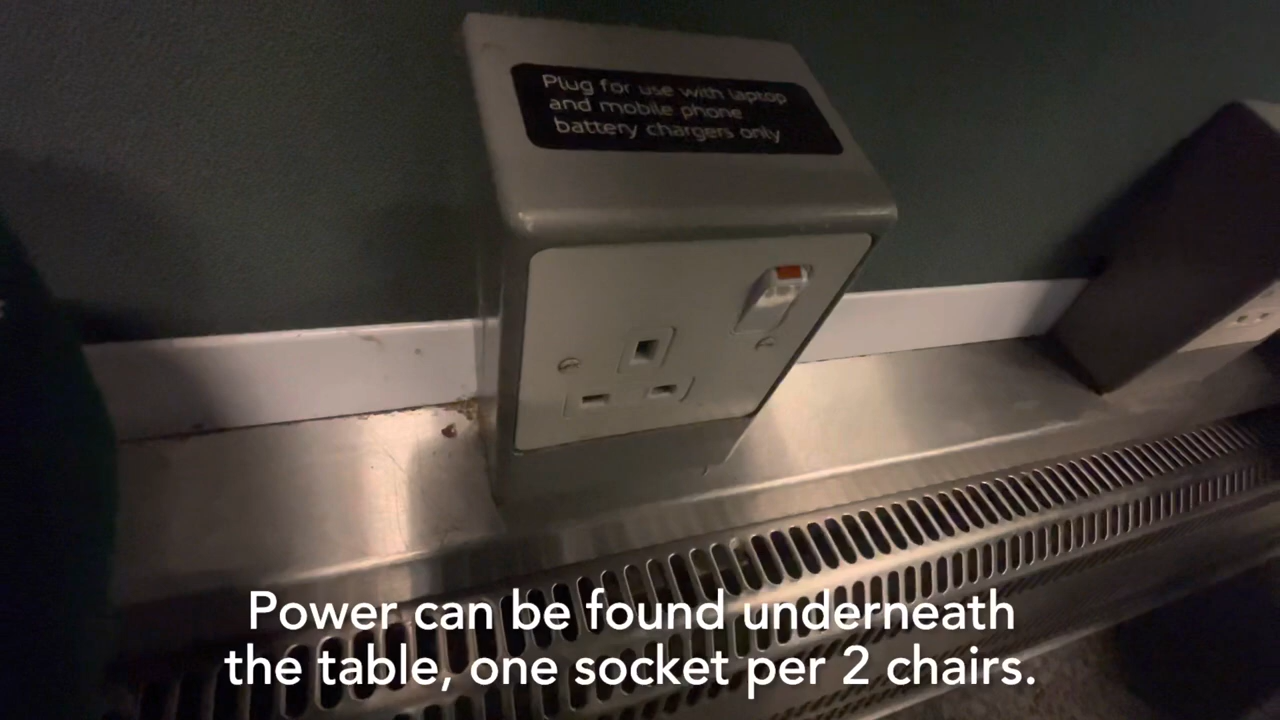 Plug for use with laptop
and mobile phone
battery chargers only
Power can be found underneath
the table, one socket per 2 chairs.